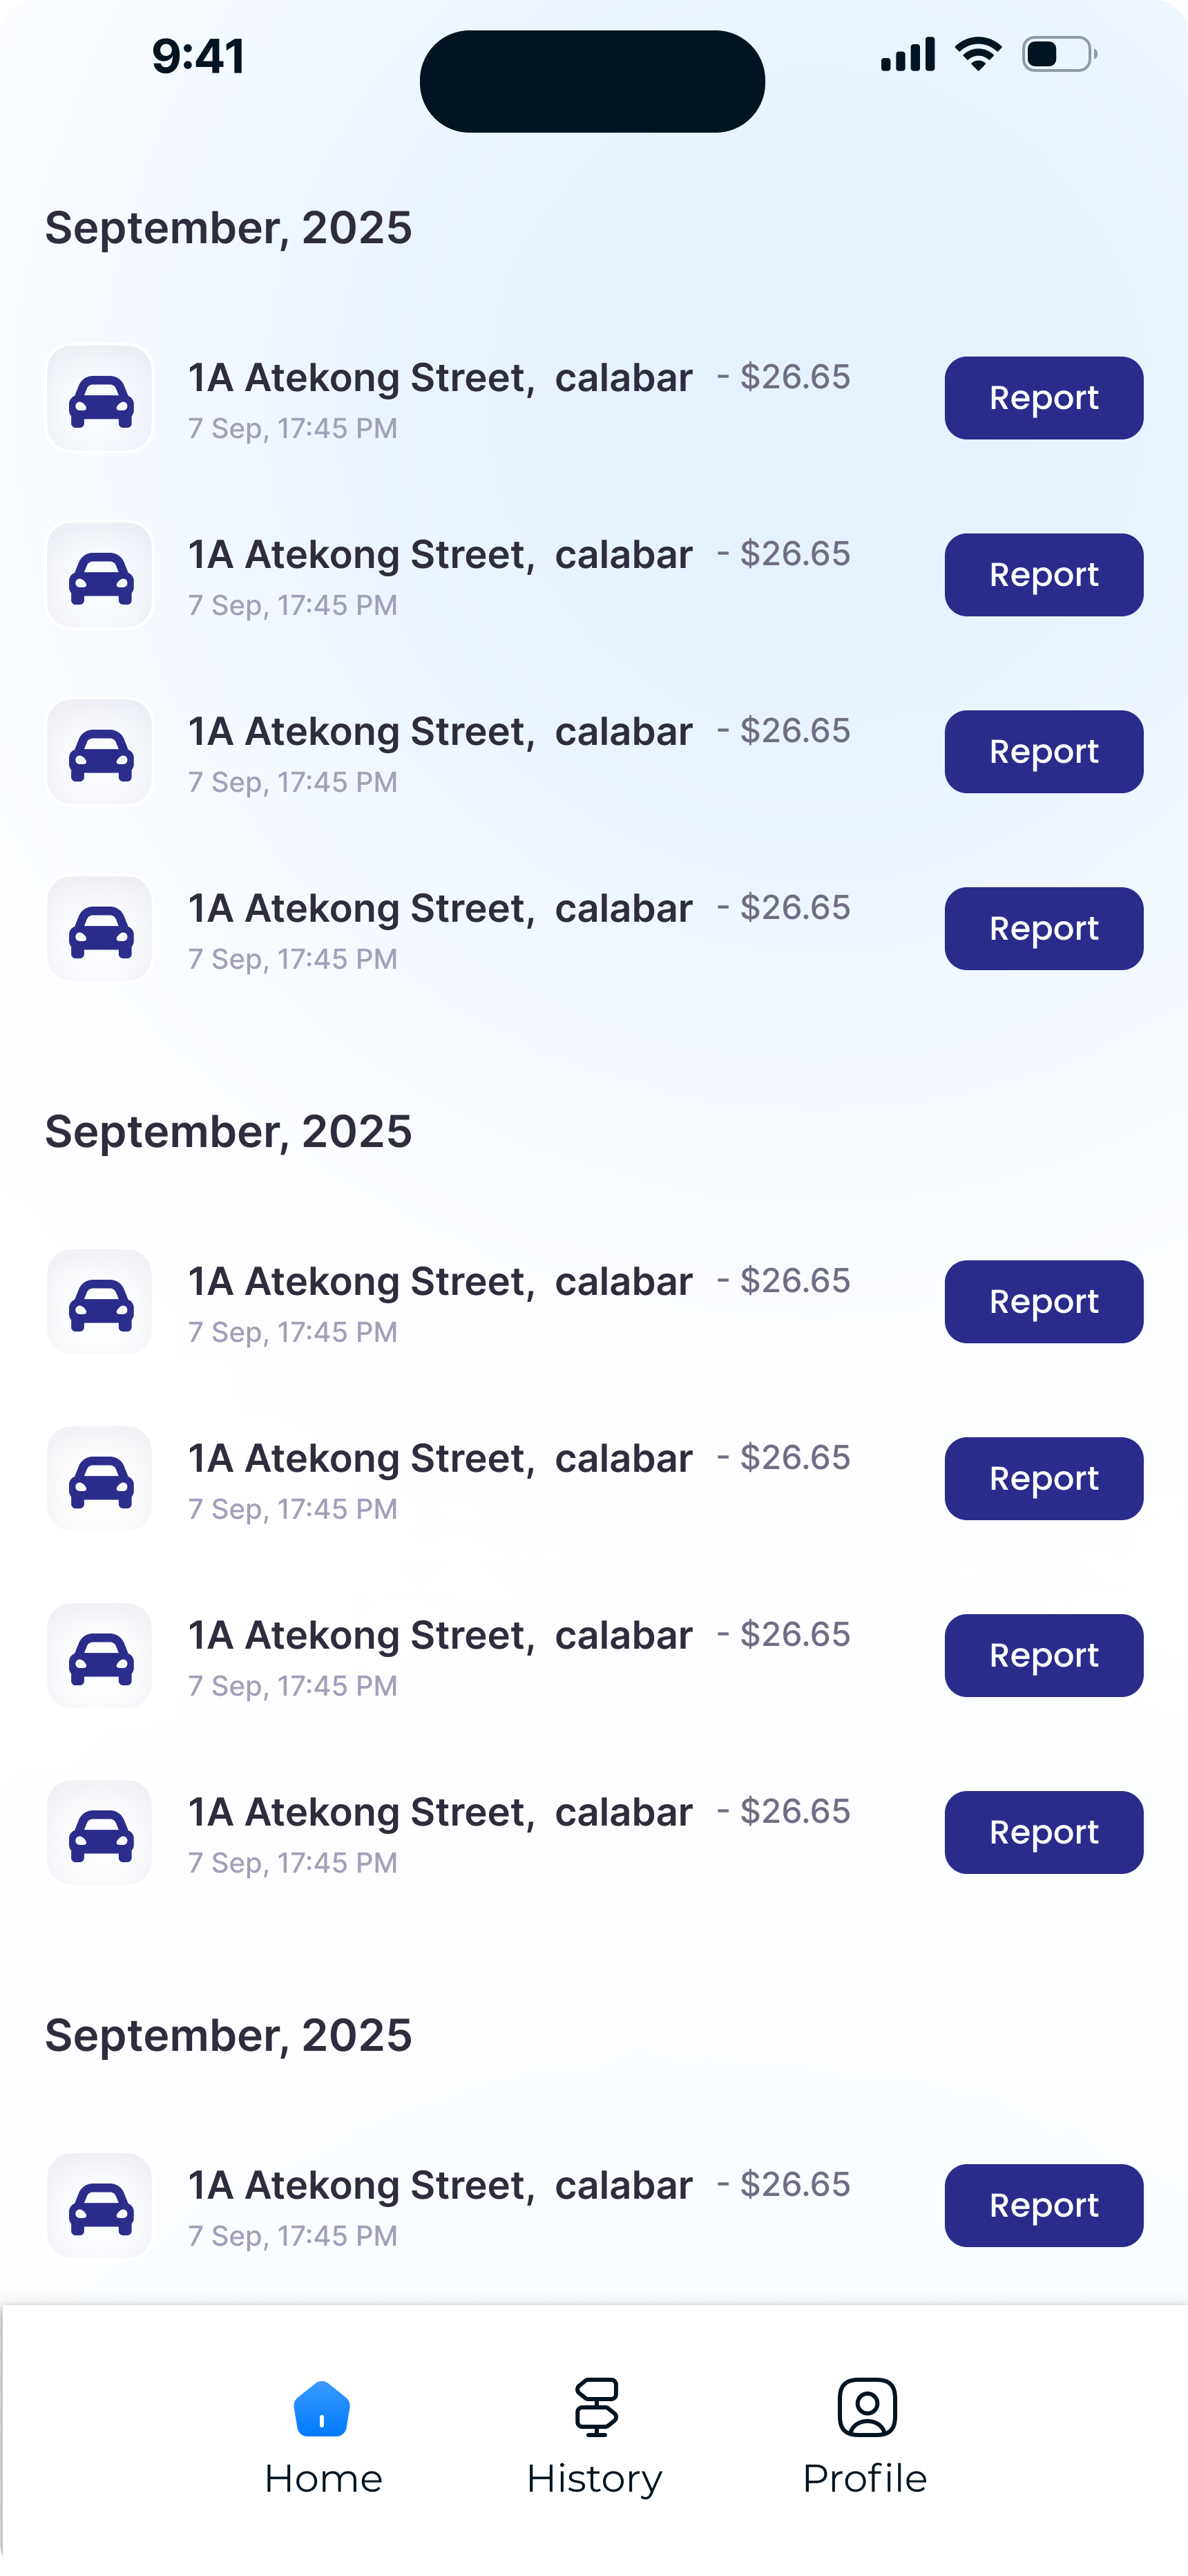 9:41
September, 2025
1A Atekong Street, calabar - $26.65
7 Sep, 17:45 PM
Report
1A Atekong Street, calabar - $26.65
7 Sep, 17:45 PM
Report
1A Atekong Street, calabar - $26.65
7 Sep, 17:45 PM
Report
1A Atekong Street, calabar - $26.65
7 Sep, 17:45 PM
Report
September, 2025
1A Atekong Street, calabar - $26.65
7 Sep, 17:45 PM
Report
1A Atekong Street, calabar - $26.65
7 Sep, 17:45 PM
Report
1A Atekong Street, calabar - $26.65
7 Sep, 17:45 PM
Report
1A Atekong Street, calabar - $26.65
7 Sep, 17:45 PM
Report
September, 2025
1A Atekong Street, calabar - $26.65
7 Sep, 17:45 PM
Report
Home History Profile